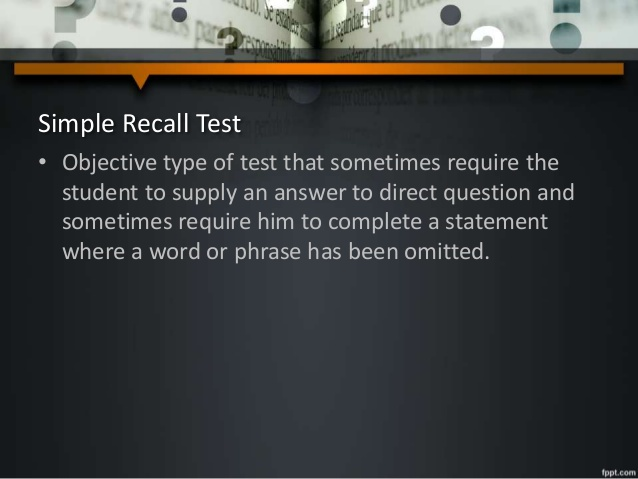 Simple Recall Test
• Objective type of test that sometimes require the
student to supply an answer to direct question and
sometimes require him to complete a statement
where a word or phrase has been omitted.
fppt.com